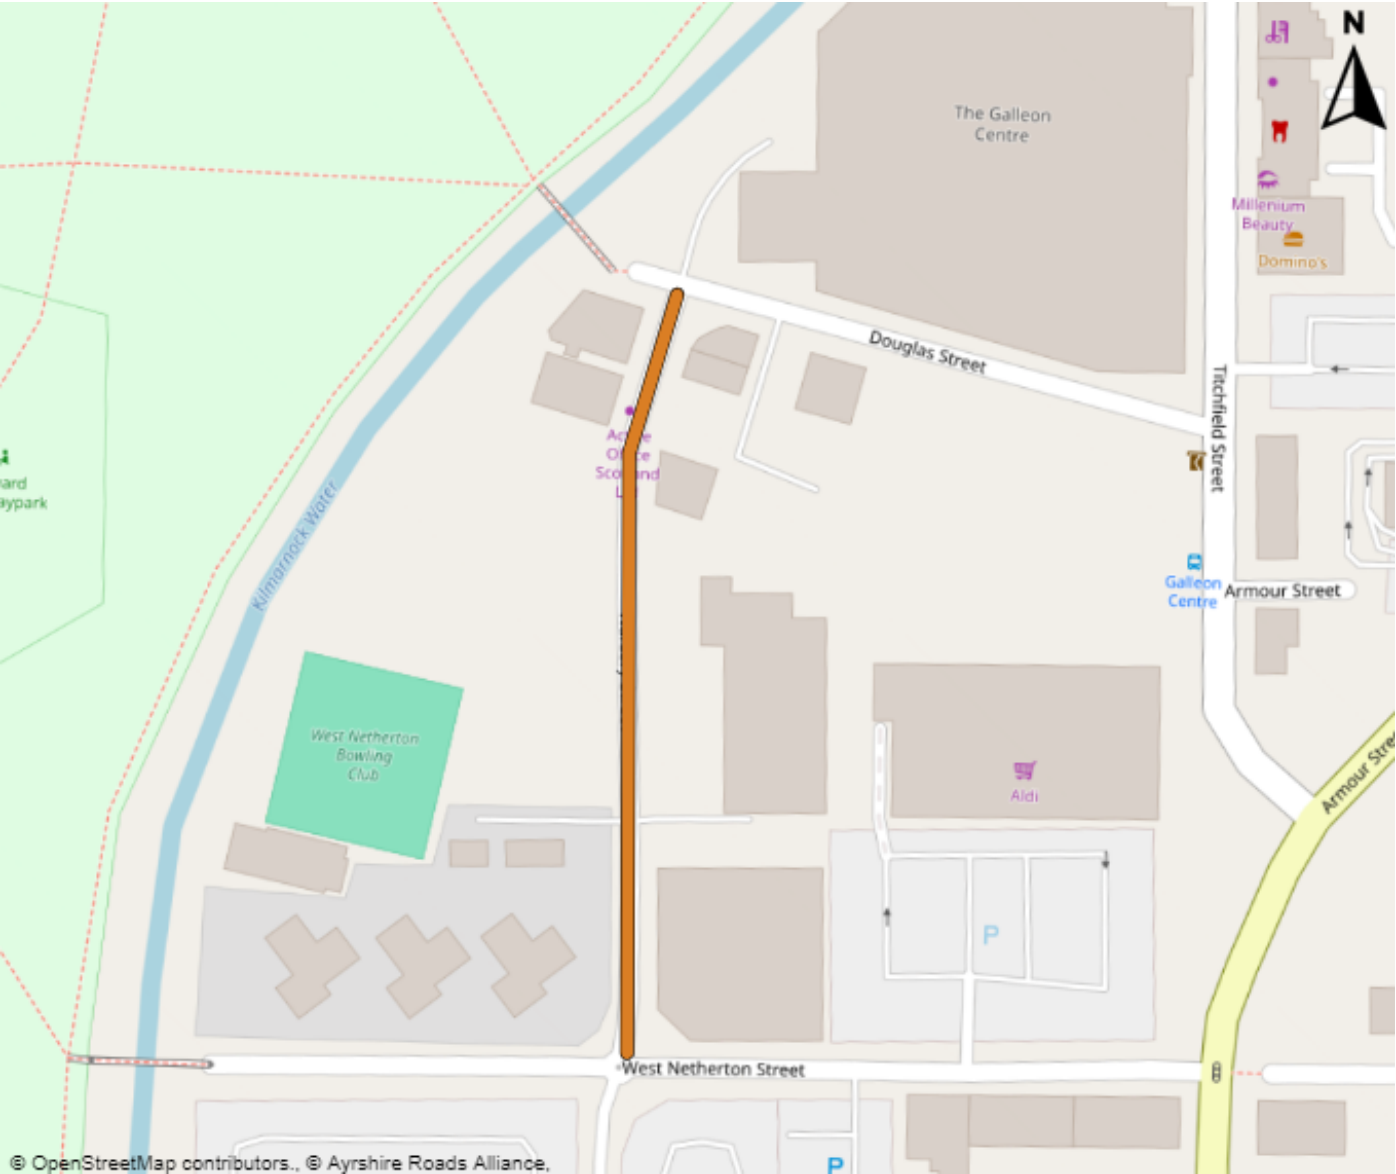 N
The Galleon
Centre
Millenium
Beauty
Domino's
Douglas Street
Titchfield Street
Kilmarnock Water
Galleon
Centre
Armour Street
West Netherton
Bowling
Club
Aldi
Armour
P
West Netherton Street
P
© OpenStreetMap contributors., © Ayrshire Roads Alliance,